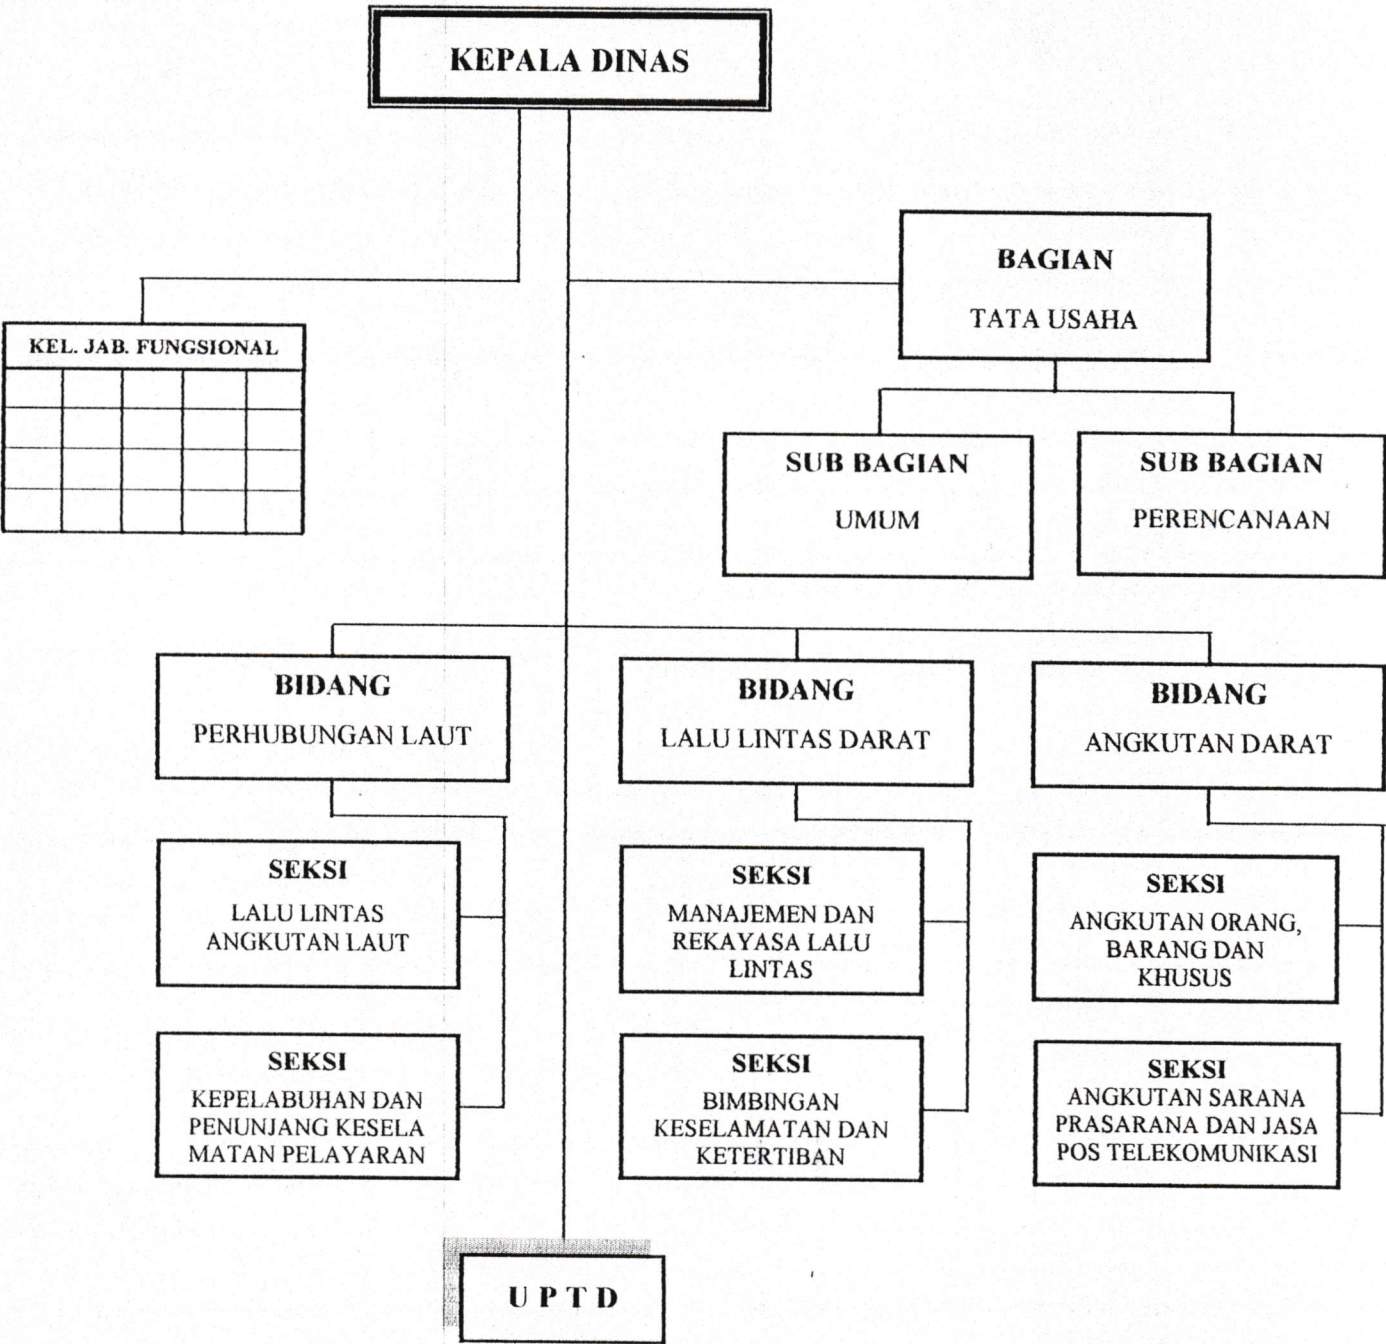 KEPALA DINAS
BAGIAN
TATA USAHA
KEL. JAB. FUNGSIONAL
SUB BAGIAN
UMUM
SUB BAGIAN
PERENCANAAN
BIDANG
PERHUBUNGAN LAUT
BIDANG
LALU LINTAS DARAT
BIDANG
ANGKUTAN DARAT
SEKSI
LALU LINTAS
ANGKUTAN LAUT
SEKSI
MANAJEMEN DAN
REKAYASA LALU
LINTAS
SEKSI
ANGKUTAN ORANG,
BARANG DAN
KHUSUS
SEKSI
KEPELABUHAN DAN
PENUNJANG KESELA
MATAN PELAYARAN
SEKSI
BIMBINGAN
KESELAMATAN DAN
KETERTIBAN
SEKSI
ANGKUTAN SARANA
PRASARANA DAN JASA
POS TELEKOMUNIKASI
U P T D